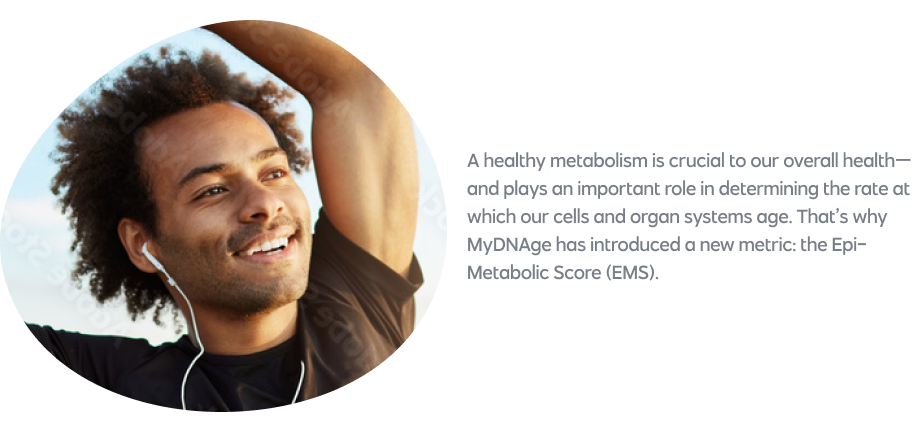 A healthy metabolism is crucial to our overall health—
and plays an important role in determining the rate at
which our cells and organ systems age. That’s why
MyDNAge has introduced a new metric: the Epi-
Metabolic Score (EMS).